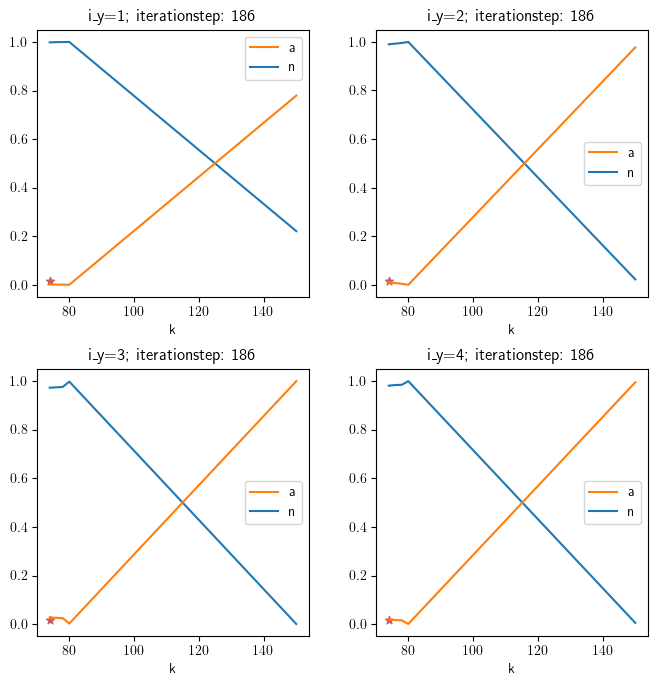 i_y=1; iterationstep: 186
1.0
0.8
0.6
0.4
0.2
0.0
a
n
80 100 120 140
k
i_y=2; iterationstep: 186
1.0
0.8
0.6
0.4
0.2
0.0
a
n
80 100 120 140
k
i_y=3; iterationstep: 186
1.0
0.8
0.6
0.4
0.2
0.0
a
n
80 100 120 140
k
i_y=4; iterationstep: 186
1.0
0.8
0.6
0.4
0.2
0.0
a
n
80 100 120 140
k